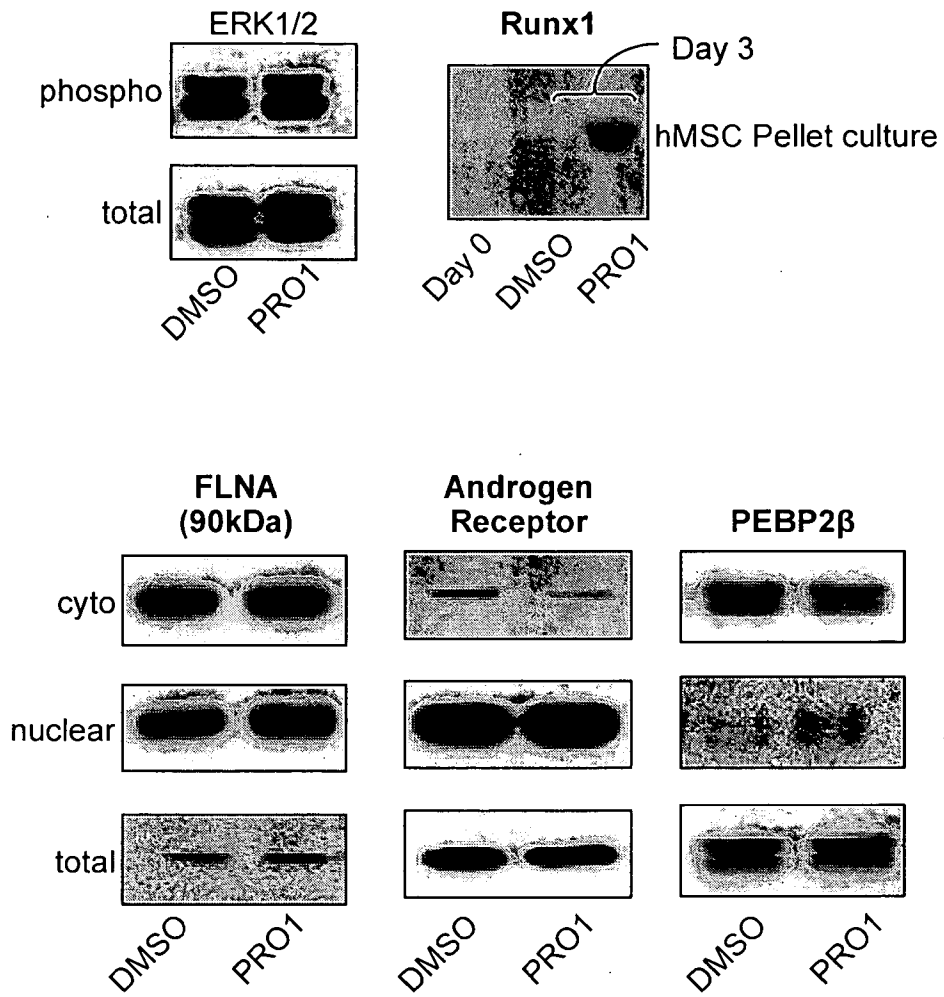 ERK1/2
phospho
total
DMSO
PRO1
Runx1
Day 3
hMSC Pellet culture
Day 0
DMSO
PRO1
FLNA
(90kDa)
Androgen
Receptor
PEBP2β
cyto
nuclear
total
DMSO
PRO1
DMSO
PRO1
DMSO
PRO1